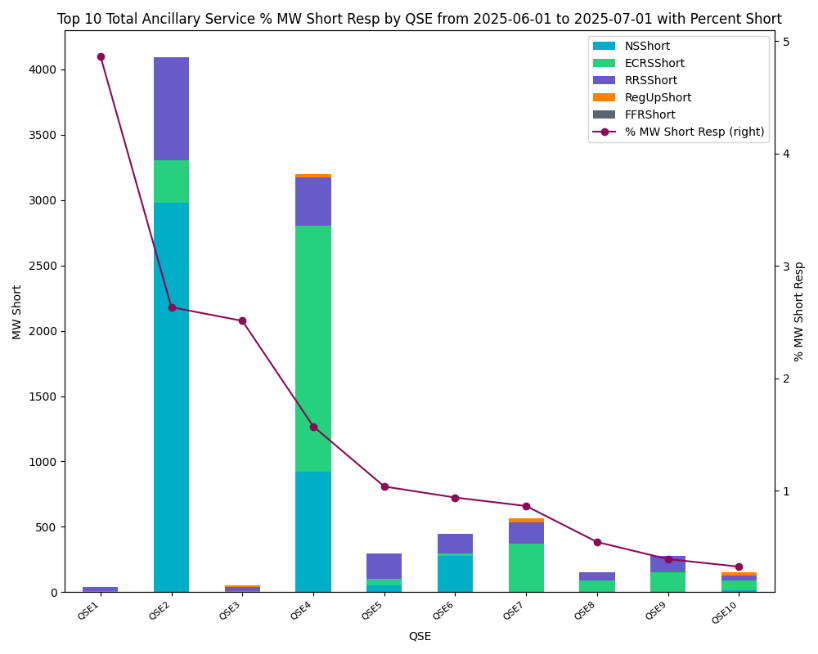 Top 10 Total Ancillary Service % MW Short Resp by QSE from 2025-06-01 to 2025-07-01 with Percent Short
NSShort
ECRSShort
RRSShort
RegUpShort
FFRShort
% MW Short Resp (right)
MW Short
4000
3500
3000
2500
2000
1500
1000
500
0
5
4
3
2
1
% MW Short Resp
QSE1
QSE2
QSE3
QSE4
QSE5
QSE6
QSE7
QSE8
QSE9
QSE10
QSE